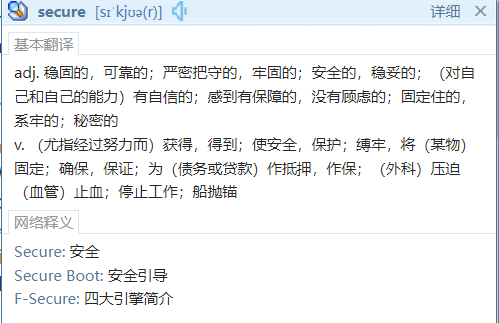 secure [sɪˈkjʊə(r)] 详细
基本翻译
adj. 稳固的，可靠的；严密把守的，牢固的；安全的，稳妥的；（对自
己和自己的能力）有自信的；感到有保障的，没有顾虑的；固定住的，
系牢的；秘密的
v. （尤指经过努力而）获得，得到；使安全，保护；缚牢，将（某物）
固定；确保，保证；为（债务或贷款）作抵押，作保；（外科）压迫
（血管）止血；停止工作；船抛锚
网络释义
Secure: 安全
Secure Boot: 安全引导
F-Secure: 四大引擎简介